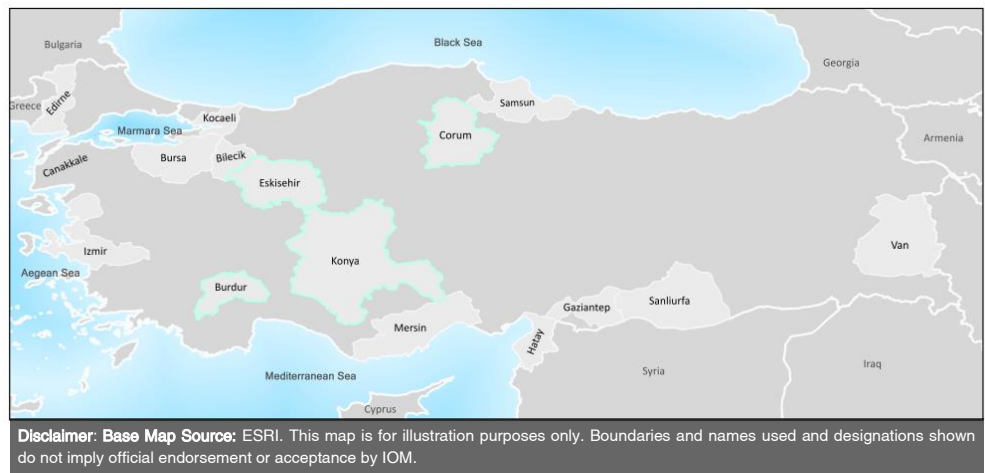 Black Sea
Bulgaria
Georgia
Edirne
Greece
Samsun
Kocaeli
Marmara Sea
Corum
Armenia
Canakkale
Bursa
Bilecik
Eskisehir
Van
Izmir
Konya
Aegean Sea
Burdur
Sanliurfa
Gaziantep
Mersin
Hatay
Iraq
Syria
Mediterranean Sea
Cyprus
Disclaimer: Base Map Source: ESRI. This map is for illustration purposes only. Boundaries and names used and designations shown
do not imply official endorsement or acceptance by IOM.